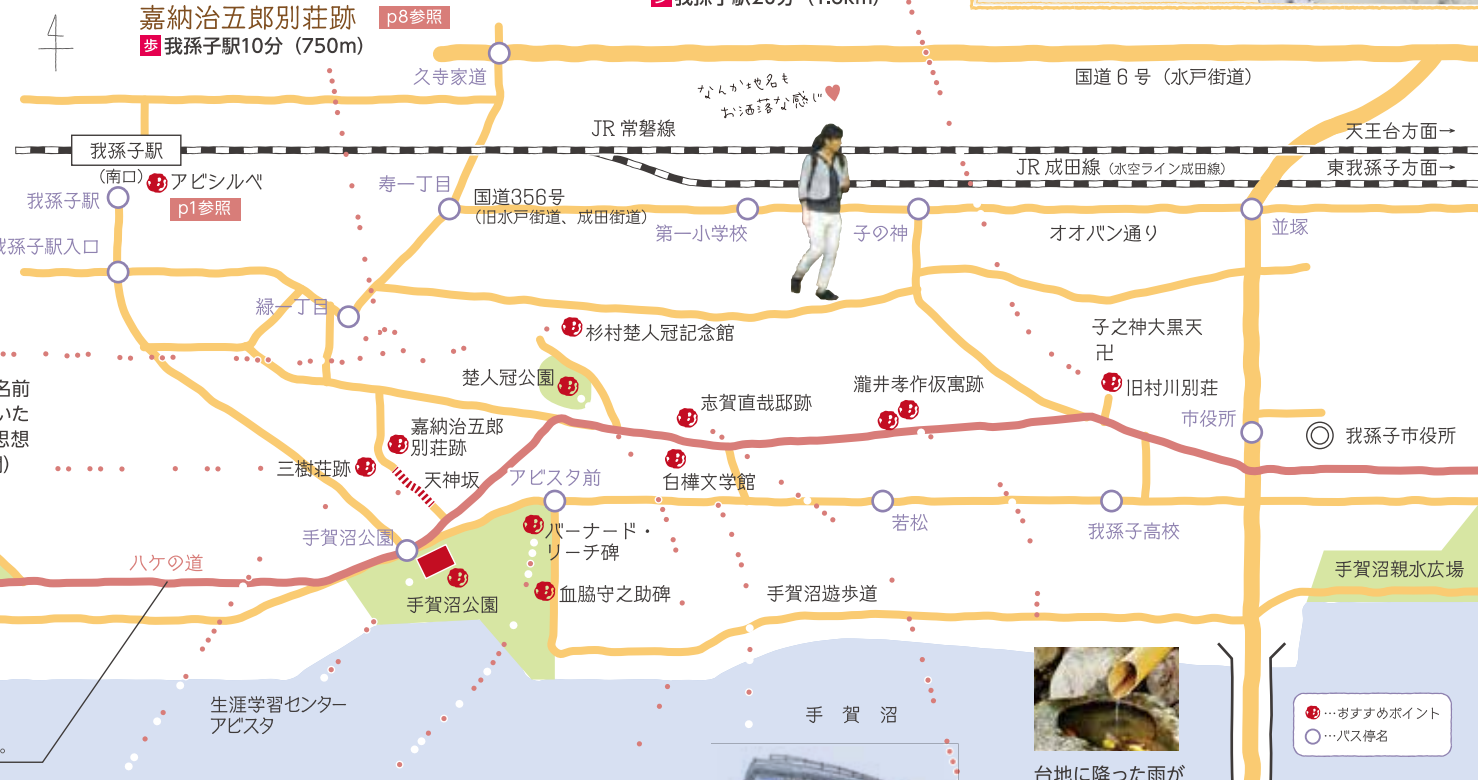 嘉納治五郎別荘跡
p8参照
歩 我孫子駅10分（750m）
久寺家道
国道６号（水戸街道）
なんか地名も
お洒落な感じ
JR 常磐線
天王台方面→
我孫子駅
（南口）
アビシルベ
p1参照
JR 成田線（水空ライン成田線）
東我孫子方面→
我孫子駅
寿一丁目
国道356号
（旧水戸街道、成田街道）
第一小学校
子の神
オオバン通り
並塚
我孫子駅入口
緑一丁目
杉村楚人冠記念館
子之神大黒天
卍
楚人冠公園
瀧井孝作仮寓跡
旧村川別荘
志賀直哉邸跡
名前
いた
思想
嘉納治五郎
別荘跡
市役所
我孫子市役所
三樹荘跡
天神坂
アビスタ前
白樺文学館
若松
我孫子高校
手賀沼公園
バーナード・
リーチ碑
ハケの道
手賀沼親水広場
手賀沼公園
血脇守之助碑
手賀沼遊歩道
生涯学習センター
アビスタ
手賀沼
…おすすめポイント
…バス停名
台地に降った雨が